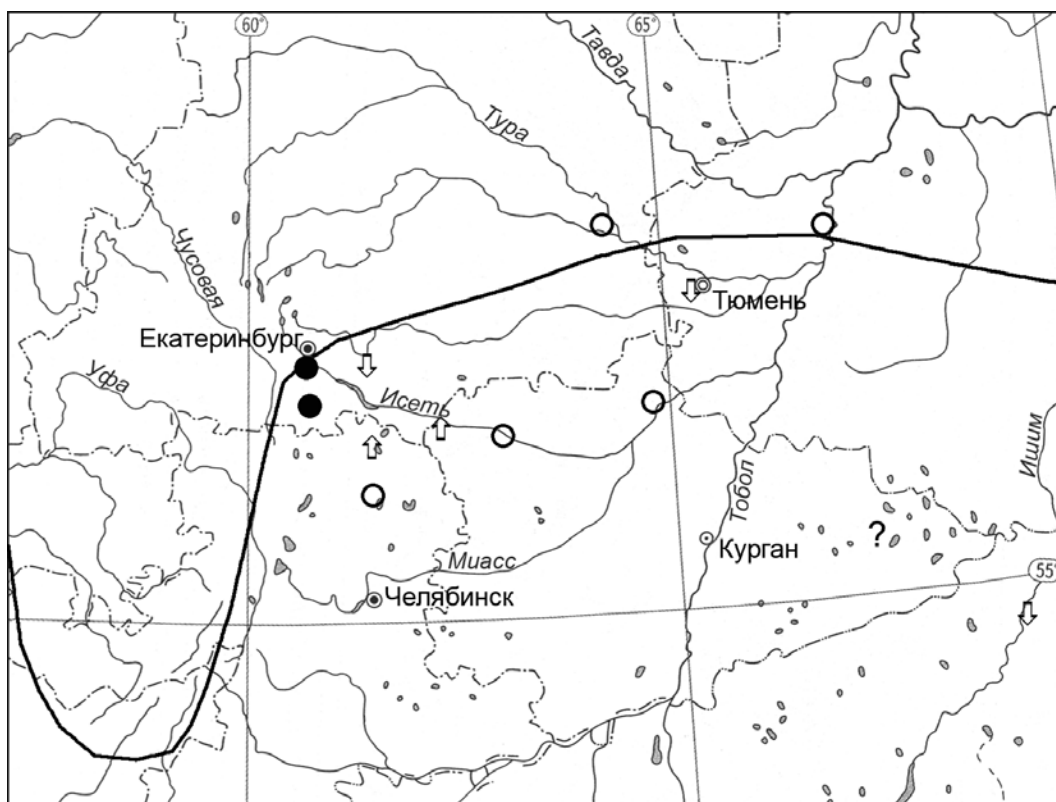 60°
65°
Тавда
Тура
Чусовая
Тюмень
Екатеринбург
Уфа
Исеть
Ишим
Тобол
?
Курган
Миасс
55°
Челябинск